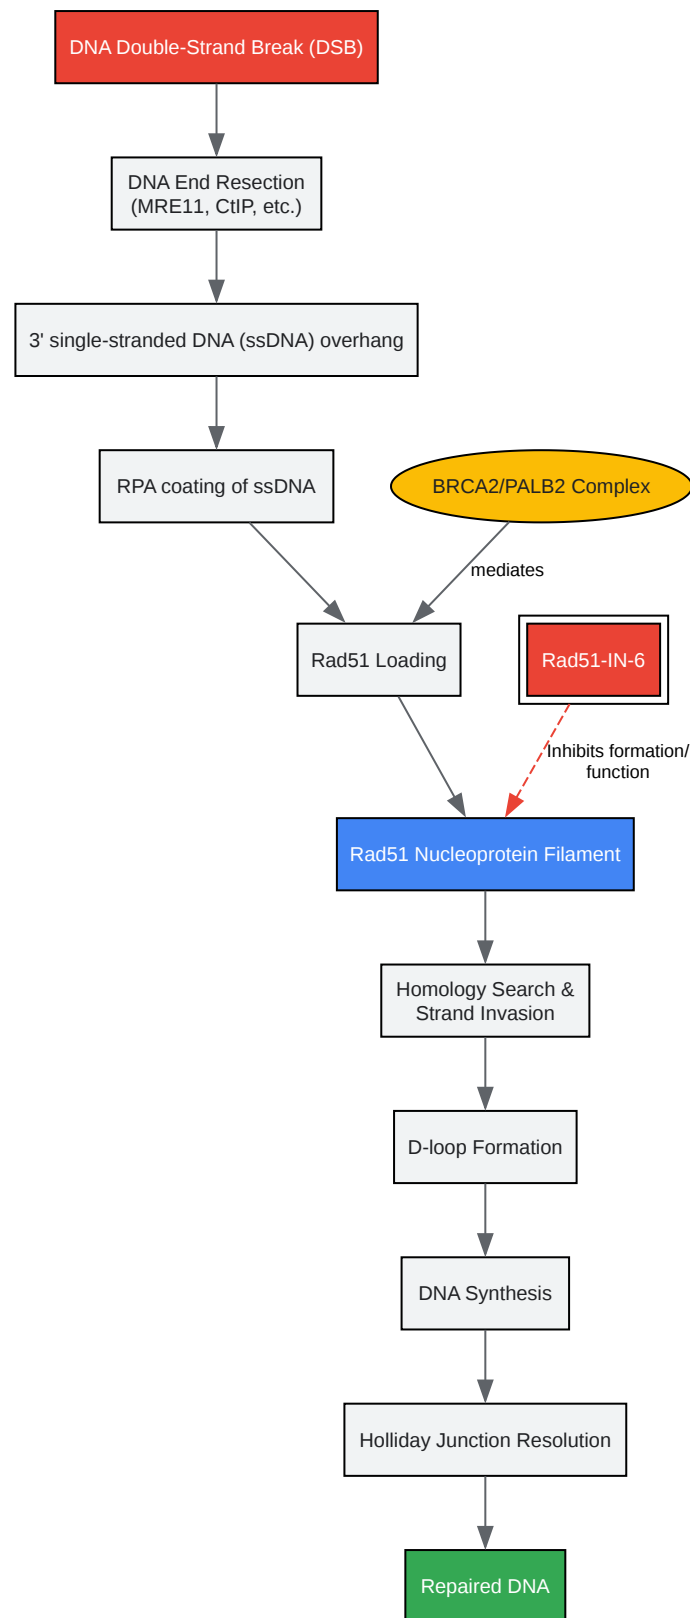 DNA Double-Strand Break (DSB)
DNA End Resection
(MRE11, CtIP, etc.)
3' single-stranded DNA (ssDNA) overhang
RPA coating of ssDNA
BRCA2/PALB2 Complex
mediates
Rad51 Loading
Rad51-IN-6
Inhibits formation/
function
Rad51 Nucleoprotein Filament
Homology Search &
Strand Invasion
D-loop Formation
DNA Synthesis
Holliday Junction Resolution
Repaired DNA